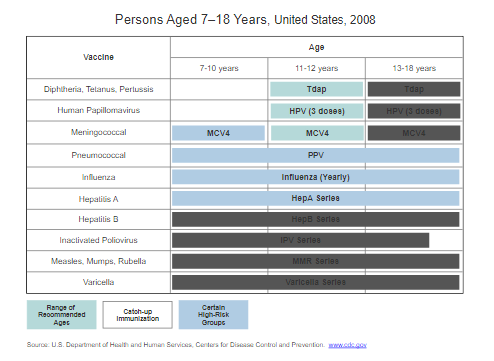 Persons Aged 7–18 Years, United States, 2008
Vaccine
Age
7-10 years 11-12 years 13-18 years
Diphtheria, Tetanus, Pertussis Tdap Tdap
Human Papillomavirus HPV (3 doses) HPV (3 doses)
Meningococcal MCV4 MCV4 MCV4
Pneumococcal PPV
Influenza Influenza (Yearly)
Hepatitis A HepA Series
Hepatitis B HepB Series
Inactivated Poliovirus IPV Series
Measles, Mumps, Rubella MMR Series
Varicella Varicella Series
Range of
Recommended
Ages
Catch-up
Immunization
Certain
High-Risk
Groups
Source: U.S. Department of Health and Human Services, Centers for Disease Control and Prevention. www.cdc.gov